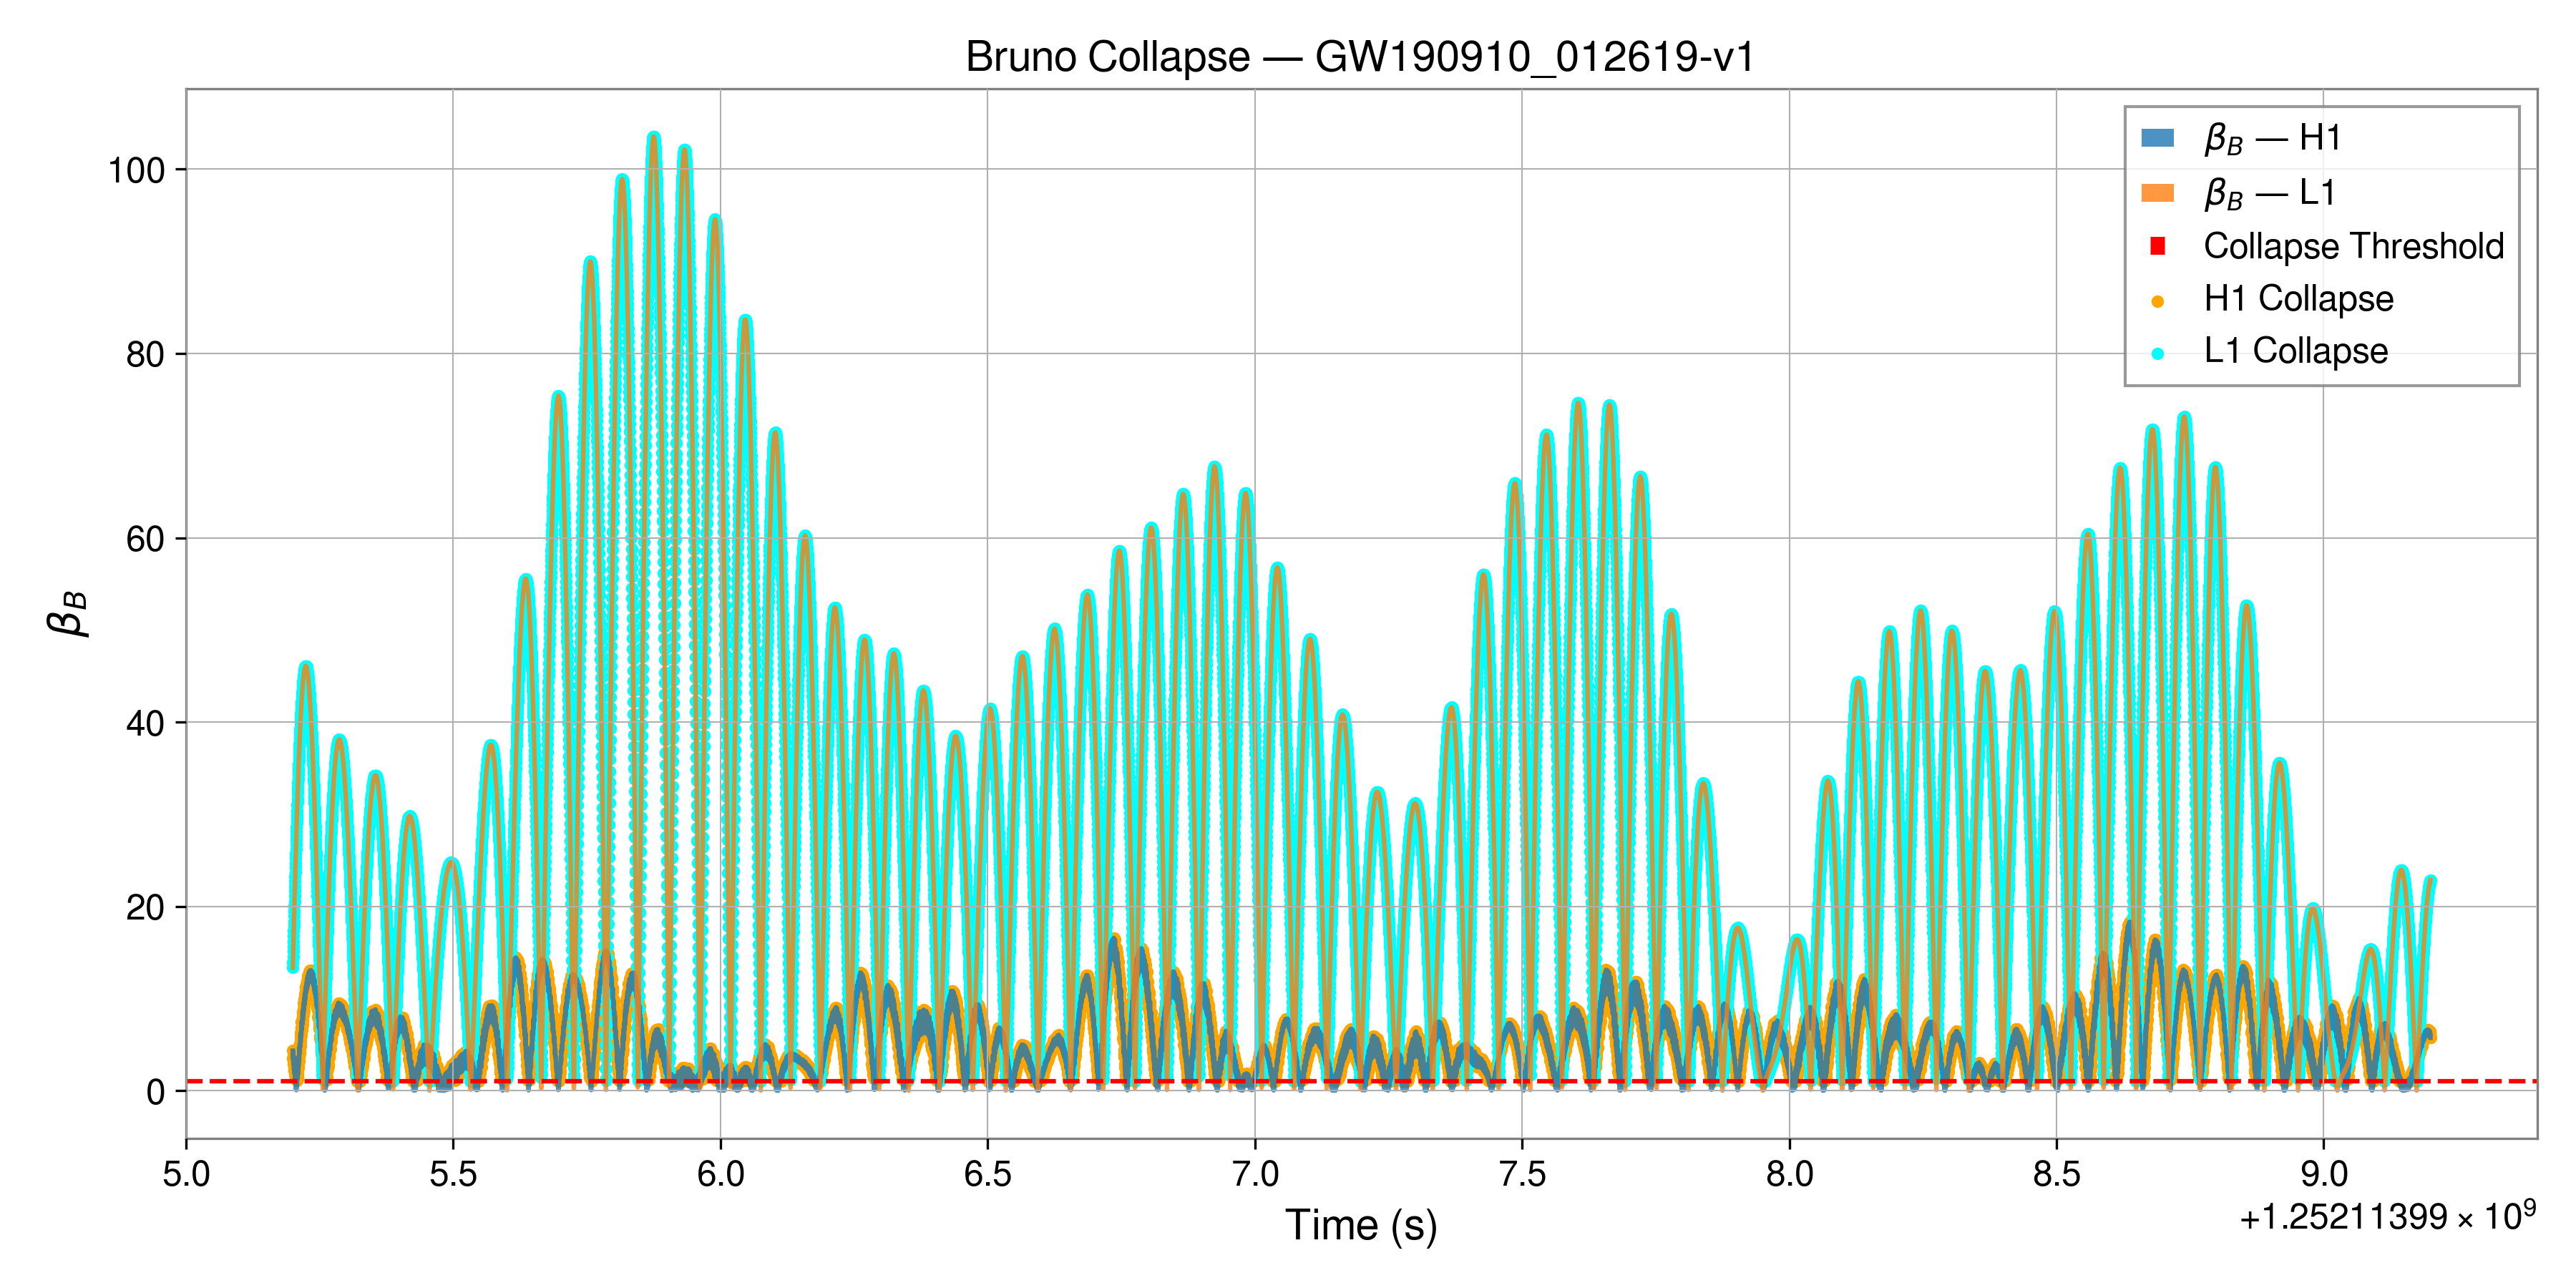 Bruno Collapse — GW190910_012619-v1
β_B — H1
β_B — L1
Collapse Threshold
H1 Collapse
L1 Collapse
100
80
60
40
20
0
β_B
5.0 5.5 6.0 6.5 7.0 7.5 8.0 8.5 9.0
+1.25211399 × 10⁹
Time (s)